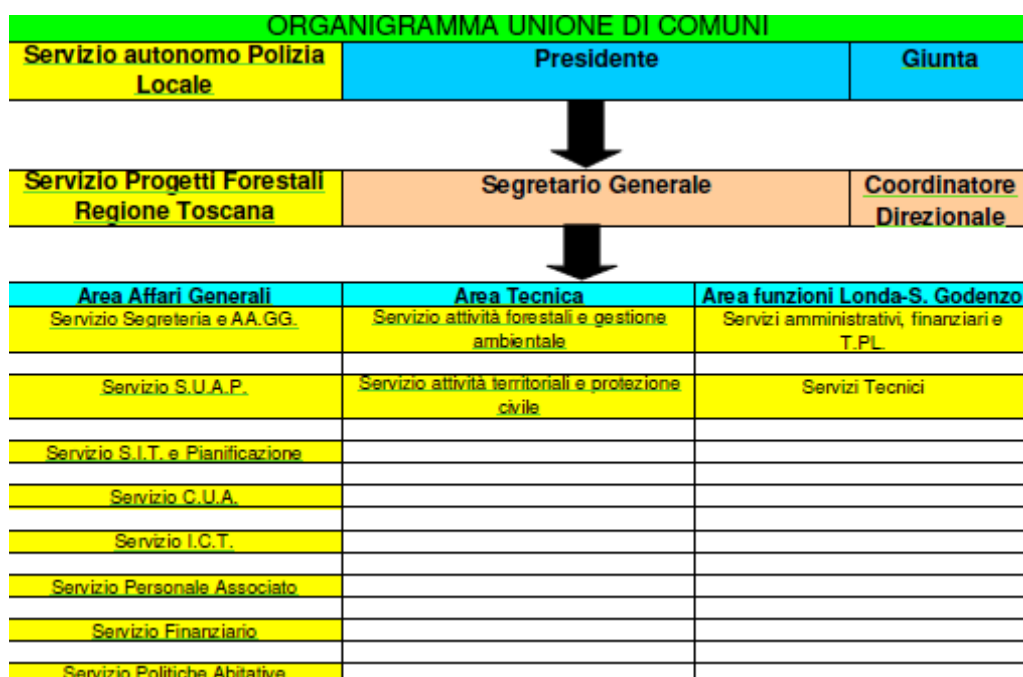 ORGANIGRAMMA UNIONE DI COMUNI
Servizio autonomo Polizia
Locale
Presidente
Giunta
Servizio Progetti Forestali
Regione Toscana
Segretario Generale
Coordinatore
Direzionale
Area Affari Generali
Area Tecnica
Area funzioni Londa-S. Godenzo
Servizio Segreteria e AA.GG.
Servizio attività forestali e gestione
ambientale
Servizi amministrativi, finanziari e
T.PL.
Servizio S.U.A.P.
Servizio attività territoriali e protezione
civile
Servizi Tecnici
Servizio S.I.T. e Pianificazione
Servizio C.U.A.
Servizio I.C.T.
Servizio Personale Associato
Servizio Finanziario
Servizio Politiche Abitative